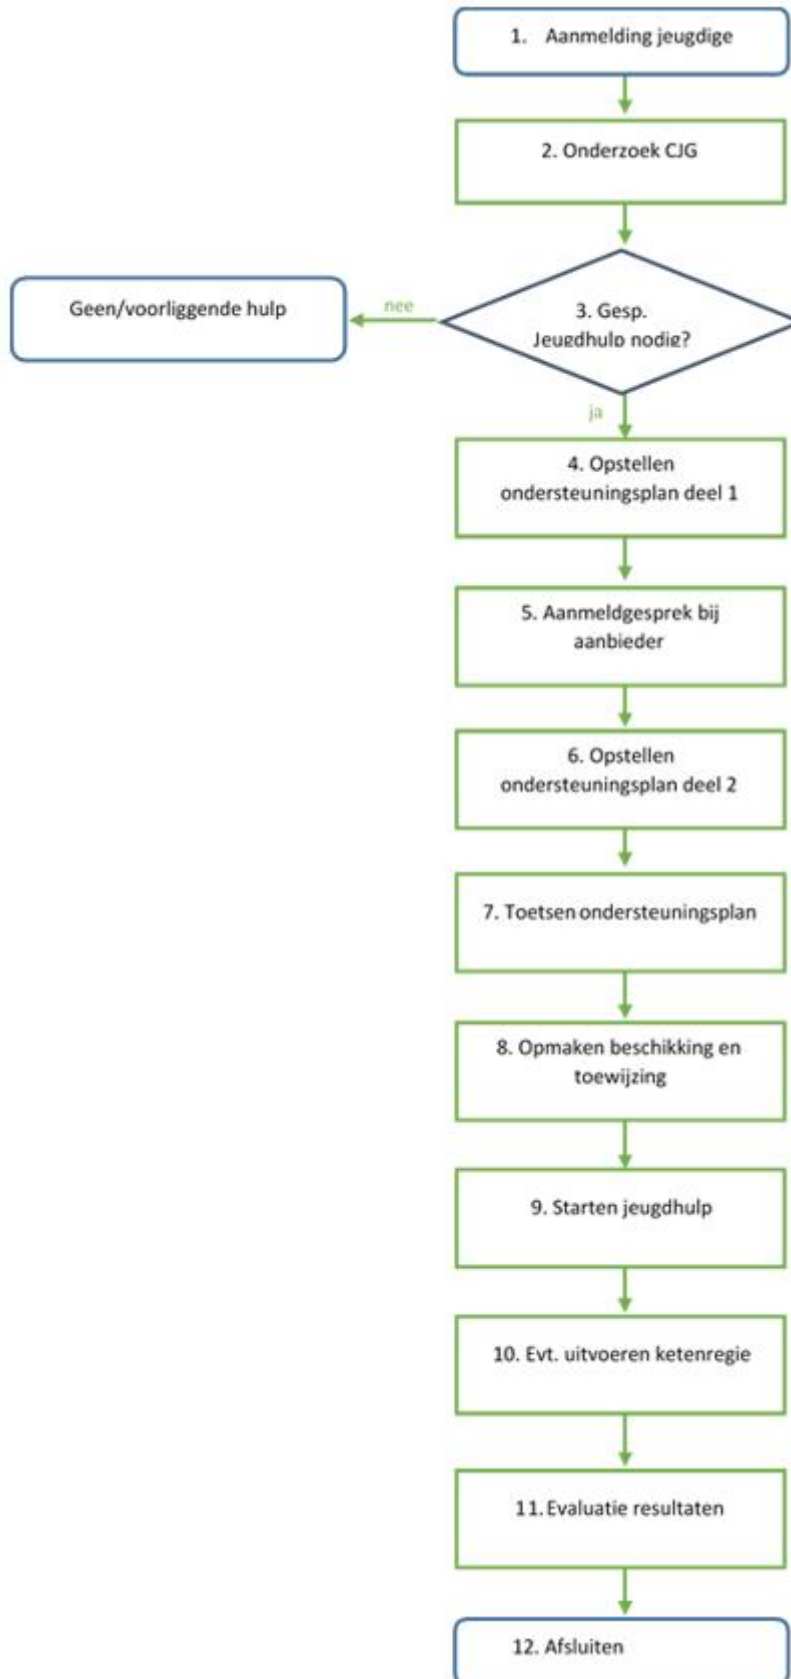 1. Aanmelding jeugdige
2. Onderzoek CJG
Geen/voorliggende hulp
nee
3. Gesp.
Jeugdhulp nodig?
ja
4. Opstellen
ondersteuningsplan deel 1
5. Aanmeldgesprek bij
aanbieder
6. Opstellen
ondersteuningsplan deel 2
7. Toetsen ondersteuningsplan
8. Opmaken beschikking en
toewijzing
9. Starten jeugdhulp
10. Evt. uitvoeren ketenregie
11. Evaluatie resultaten
12. Afsluiten